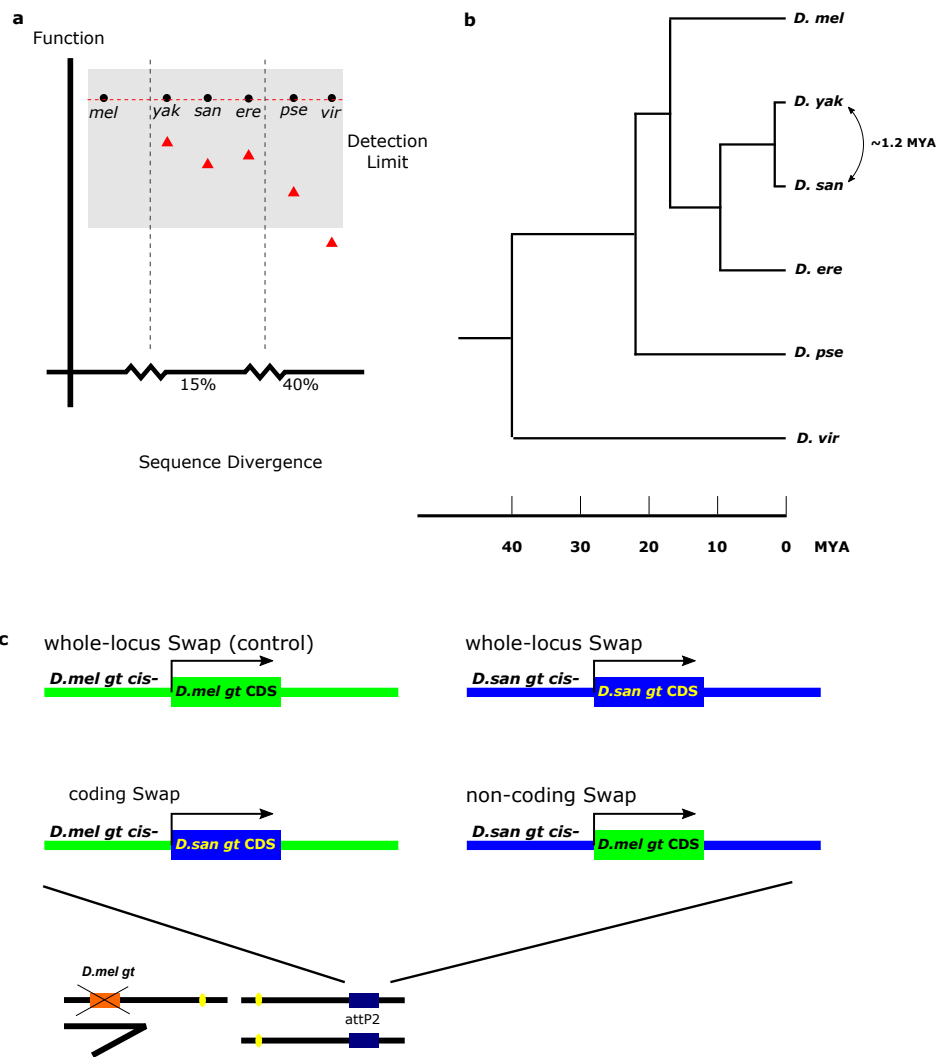 a
Function
mel yak san ere pse vir
Detection
Limit
15% 40%
Sequence Divergence
b
D. mel
D. yak
~1.2 MYA
D. san
D. ere
D. pse
D. vir
40 30 20 10 0 MYA
c
whole-locus Swap (control)
D.mel gt cis-
D.mel gt CDS
whole-locus Swap
D.san gt cis-
D.san gt CDS
coding Swap
D.mel gt cis-
D.san gt CDS
non-coding Swap
D.san gt cis-
D.mel gt CDS
D.mel gt
attP2